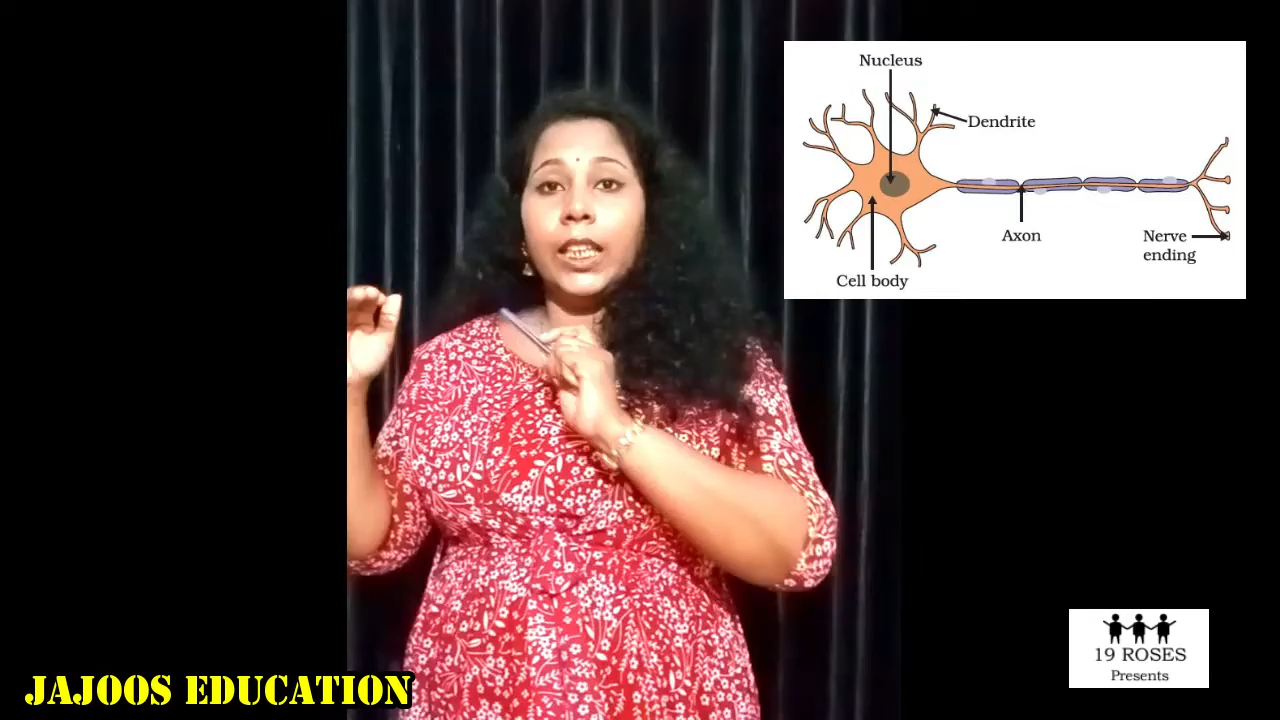 Nucleus
Dendrite
Axon
Nerve
ending
Cell body
19 ROSES
Presents
JAJOOS EDUCATION